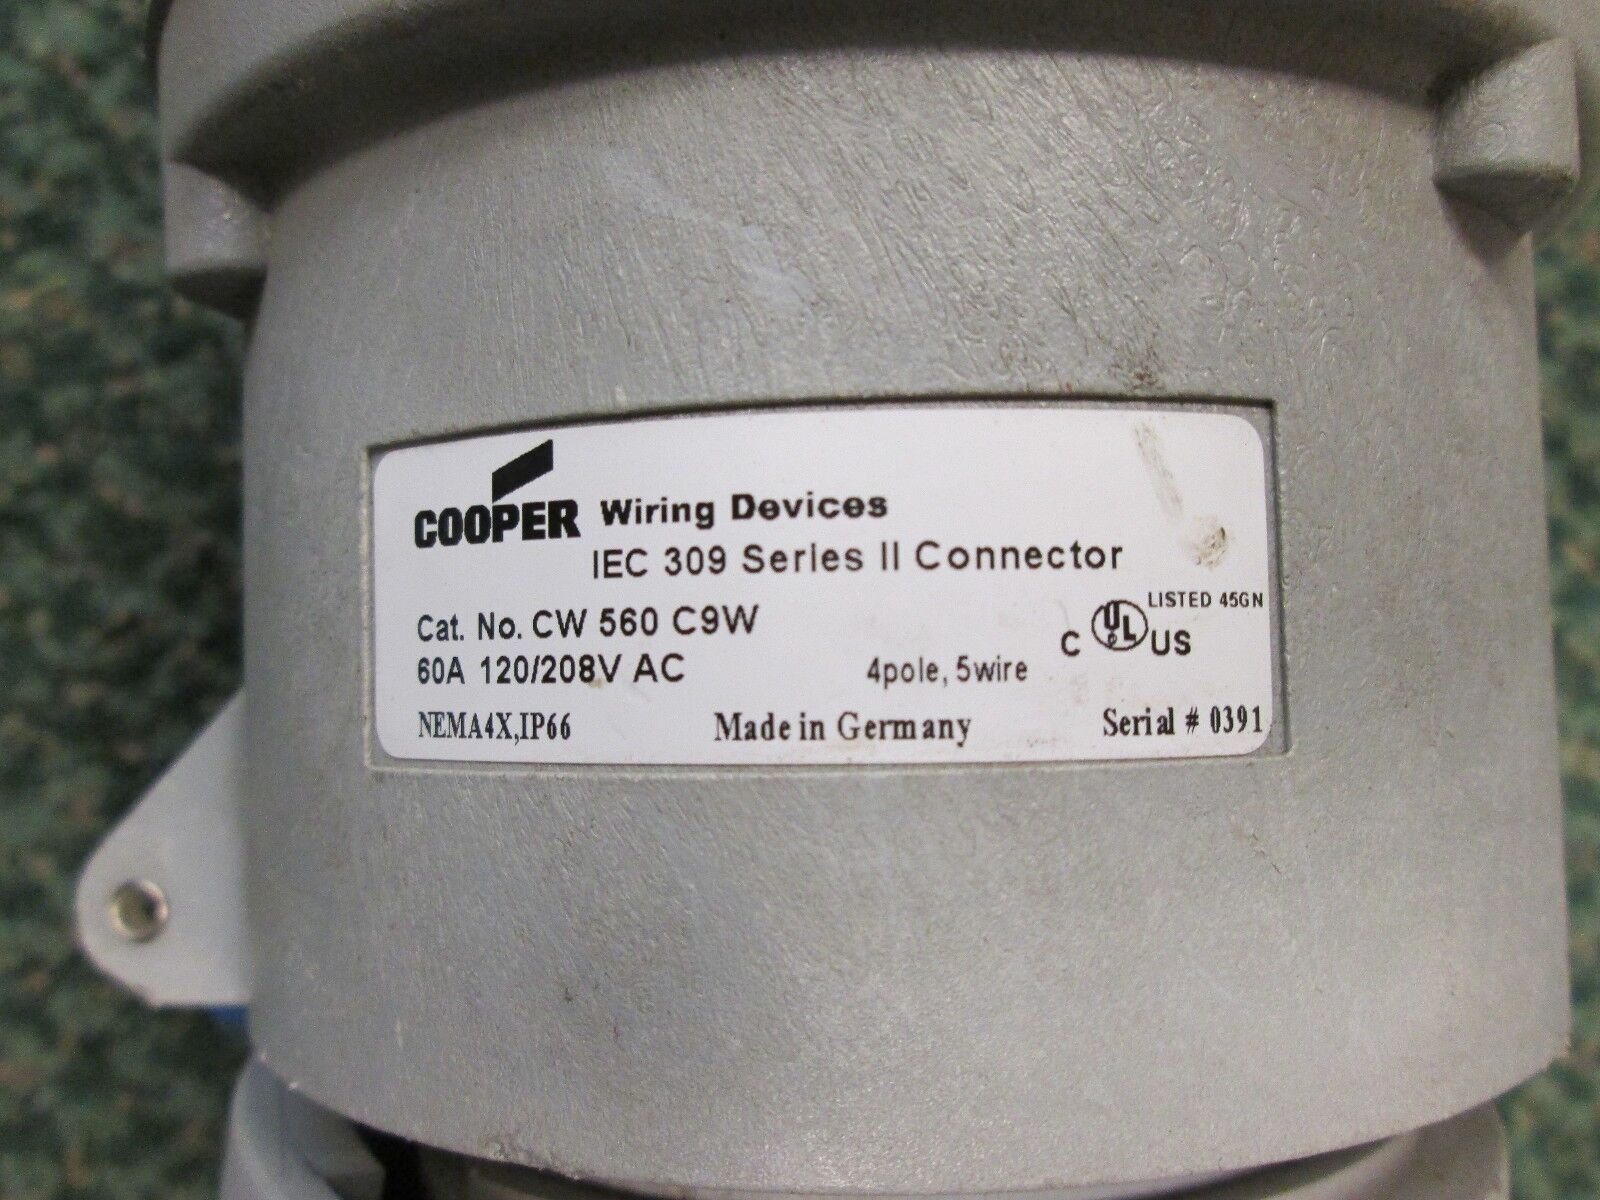 COOPER Wiring Devices
IEC 309 Series II Connector
Cat. No. CW 560 C9W
LISTED 45GN
C UL US
60A 120/208V AC 4pole, 5wire
NEMA4X,IP66 Made in Germany Serial # 0391